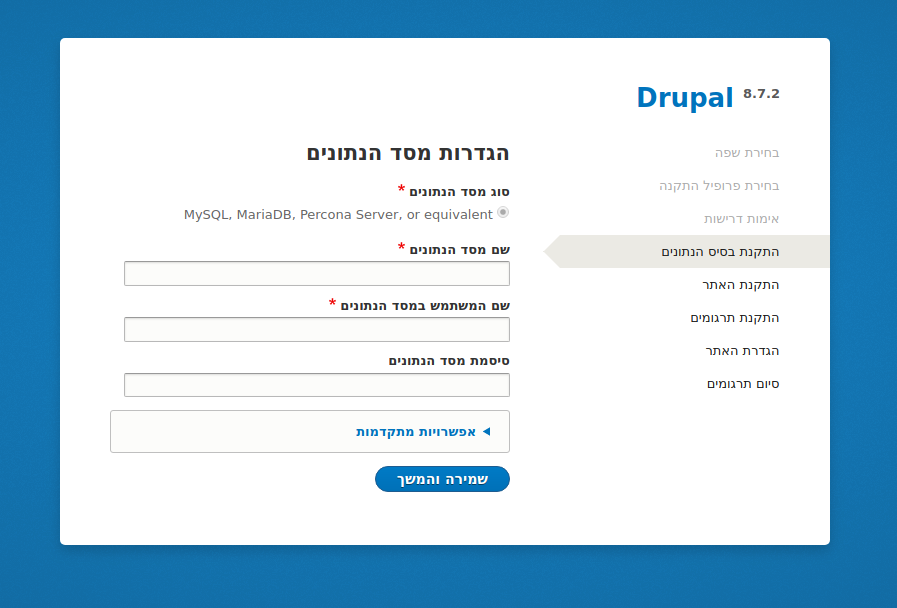 Drupal 8.7.2
בחירת שפה
בחירת פרופיל התקנה
אימות דרישות
התקנת בסיס הנתונים
התקנת האתר
התקנת תרגומים
הגדרת האתר
סיום תרגומים
הגדרות מסד הנתונים
סוג מסד הנתונים *
MySQL, MariaDB, Percona Server, or equivalent
שם מסד הנתונים *
שם המשתמש במסד הנתונים *
סיסמת מסד הנתונים
אפשרויות מתקדמות
שמירה והמשך